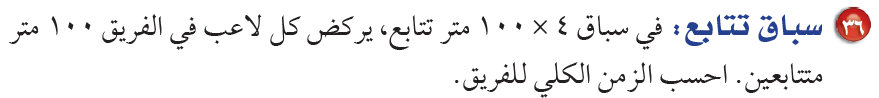 ٣٦ سباق تتابع: في سباق ٤ × ١٠٠ متر تتابع، يركض كل لاعب في الفريق ١٠٠ متر
متتابعين. احسب الزمن الكلي للفريق.